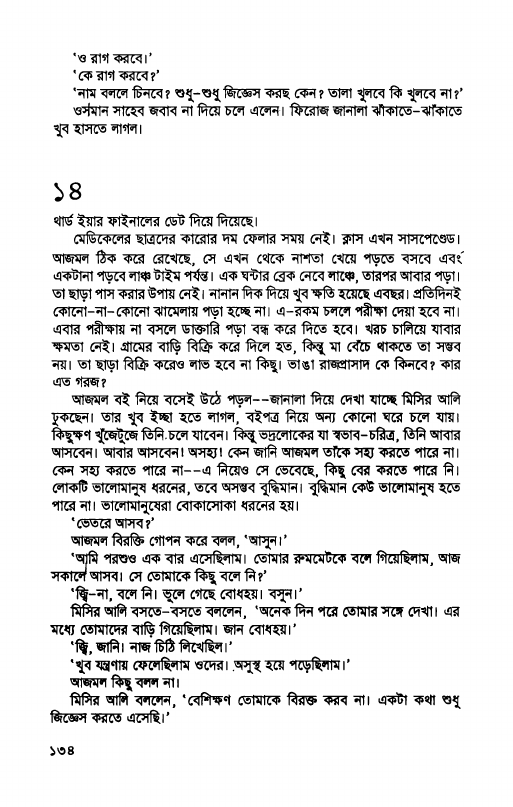 ‘ও রাগ করবে।’
‘কে রাগ করবে?’
‘নাম বললে চিনবে? শুধু-শুধু জিজ্ঞেস করছ কেন? তালা খুলবে কি খুলবে না?’
ওসমান সাহেব জবাব না দিয়ে চলে এলেন। ফিরোজ জানালা ঝাঁকাতে-ঝাঁকাতে
খুব হাসতে লাগল।
১৪
থার্ড ইয়ার ফাইনালের ডেট দিয়ে দিয়েছে।
মেডিকেলের ছাত্রদের কারোর দম ফেলার সময় নেই। ক্লাস এখন সাসপেণ্ডেড।
আজমল ঠিক করে রেখেছে, সে এখন থেকে নাশতা খেয়ে পড়তে বসবে এবং
একটানা পড়বে লাঞ্চ টাইম পর্যন্ত। এক ঘন্টার ব্রেক নেবে লাঞ্চে, তারপর আবার পড়া।
তা ছাড়া পাস করার উপায় নেই। নানান দিক দিয়ে খুব ক্ষতি হয়েছে এবছর। প্রতিদিনই
কোনো-না-কোনো ঝামেলায় পড়া হচ্ছে না। এ-রকম চললে পরীক্ষা দেয়া হবে না।
এবার পরীক্ষায় না বসলে ডাক্তারি পড়া বন্ধ করে দিতে হবে। খরচ চালিয়ে যাবার
ক্ষমতা নেই। গ্রামের বাড়ি বিক্রি করে দিলে হত, কিন্তু মা বেঁচে থাকতে তা সম্ভব
নয়। তা ছাড়া বিক্রি করেও লাভ হবে না কিছু। ভাঙা রাজপ্রাসাদ কে কিনবে? কার
এত গরজ?
আজমল বই নিয়ে বসেই উঠে পড়ল--জানালা দিয়ে দেখা যাচ্ছে মিসির আলি
ঢুকছেন। তার খুব ইচ্ছা হতে লাগল, বইপত্র নিয়ে অন্য কোনো ঘরে চলে যায়।
কিছুক্ষণ খুঁজেটুজে তিনি চলে যাবেন। কিন্তু ভদ্রলোকের যা স্বভাব-চরিত্র, তিনি আবার
আসবেন। আবার আসবেন! অসহ্য! কেন জানি আজমল তাঁকে সহ্য করতে পারে না।
কেন সহ্য করতে পারে না--এ নিয়েও সে ভেবেছে, কিছু বের করতে পারে নি।
লোকটি ভালোমানুষ ধরনের, তবে অসম্ভব বুদ্ধিমান। বুদ্ধিমান কেউ ভালোমানুষ হতে
পারে না। ভালোমানুষেরা বোকাসোকা ধরনের হয়।
‘ভেতরে আসব?’
আজমল বিরক্তি গোপন করে বলল, ‘আসুন।’
‘আমি পরশুও এক বার এসেছিলাম। তোমার রুমমেটকে বলে গিয়েছিলাম, আজ
সকালে আসব। সে তোমাকে কিছু বলে নি?’
‘জ্বি-না, বলে নি। ভুলে গেছে বোধহয়। বসুন।’
মিসির আলি বসতে-বসতে বললেন, ‘অনেক দিন পরে তোমার সঙ্গে দেখা। এর
মধ্যে তোমাদের বাড়ি গিয়েছিলাম। জান বোধহয়।’
‘জ্বি, জানি। নাজ চিঠি লিখেছিল।’
‘খুব যন্ত্রণায় ফেলেছিলাম ওদের। অসুস্থ হয়ে পড়েছিলাম।’
আজমল কিছু বলল না।
মিসির আলি বললেন, ‘বেশিক্ষণ তোমাকে বিরক্ত করব না। একটা কথা শুধু
জিজ্ঞেস করতে এসেছি।’
১৩৪